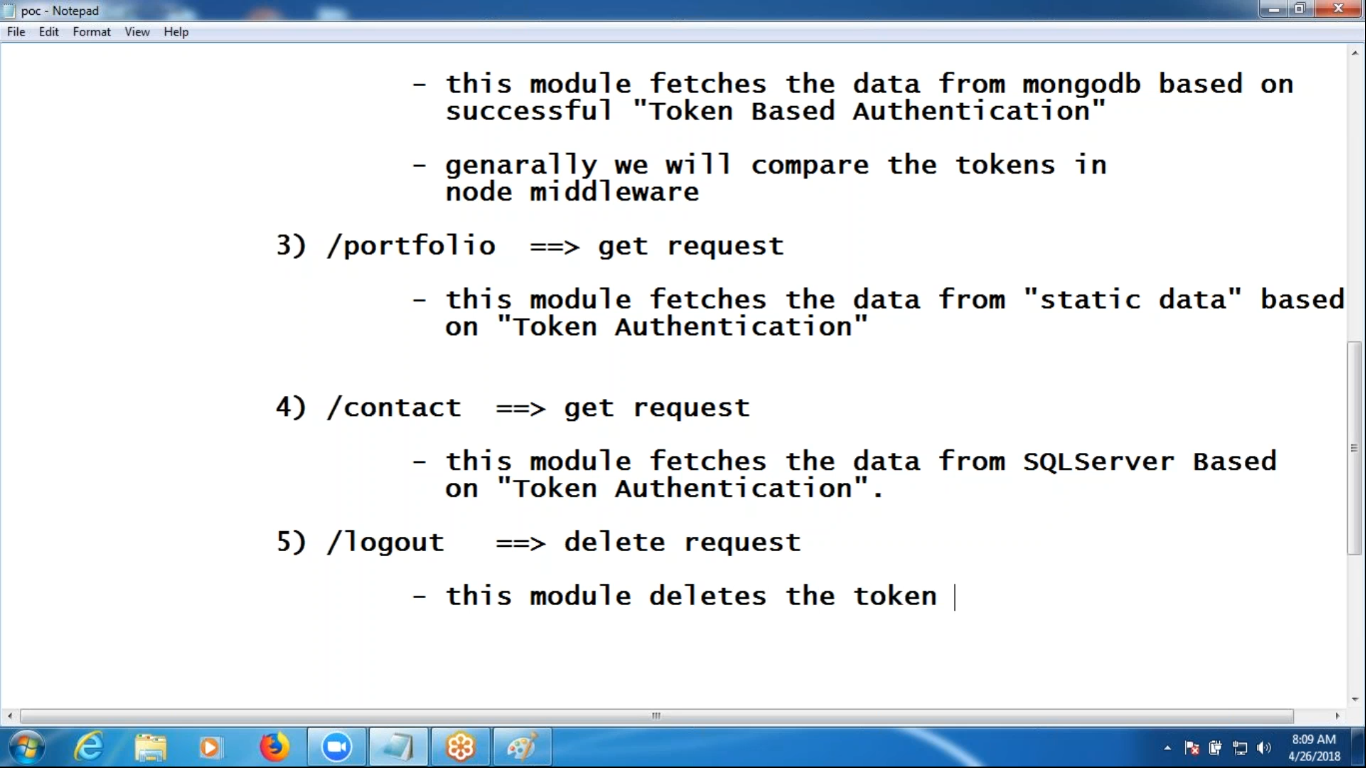 poc - Notepad
File Edit Format View Help
- this module fetches the data from mongodb based on
successful "Token Based Authentication"
- genarally we will compare the tokens in
node middleware
3) /portfolio ==> get request
- this module fetches the data from "static data" based
on "Token Authentication"
4) /contact ==> get request
- this module fetches the data from SQLServer Based
on "Token Authentication".
5) /logout ==> delete request
- this module deletes the token
8:09 AM
4/26/2018